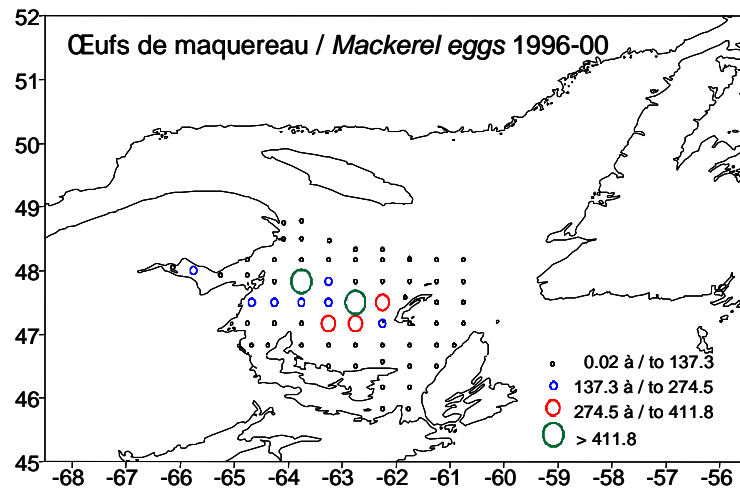 Œufs de maquereau / Mackerel eggs 1996-00
52
51
50
49
48
47
46
45
0.02 à / to 137.3
137.3 à / to 274.5
274.5 à / to 411.8
> 411.8
-68 -67 -66 -65 -64 -63 -62 -61 -60 -59 -58 -57 -56